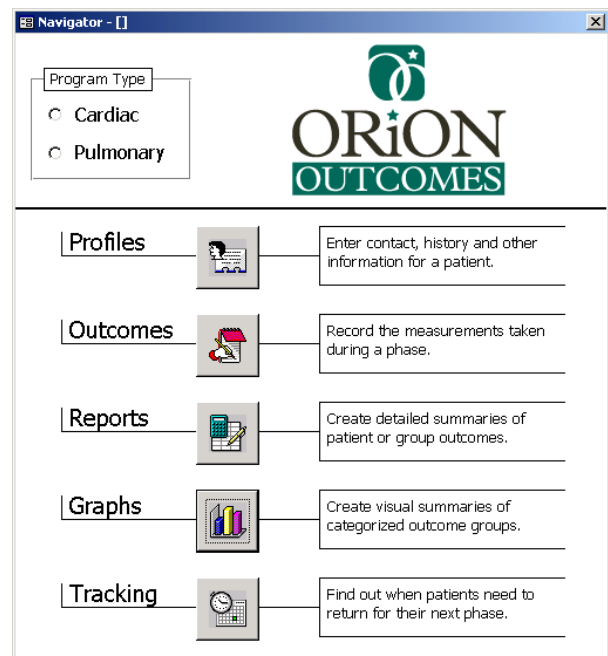 Navigator - []
Program Type
Cardiac
Pulmonary
ORiON
OUTCOMES
Profiles
Enter contact, history and other
information for a patient.
Outcomes
Record the measurements taken
during a phase.
Reports
Create detailed summaries of
patient or group outcomes.
Graphs
Create visual summaries of
categorized outcome groups.
Tracking
Find out when patients need to
return for their next phase.